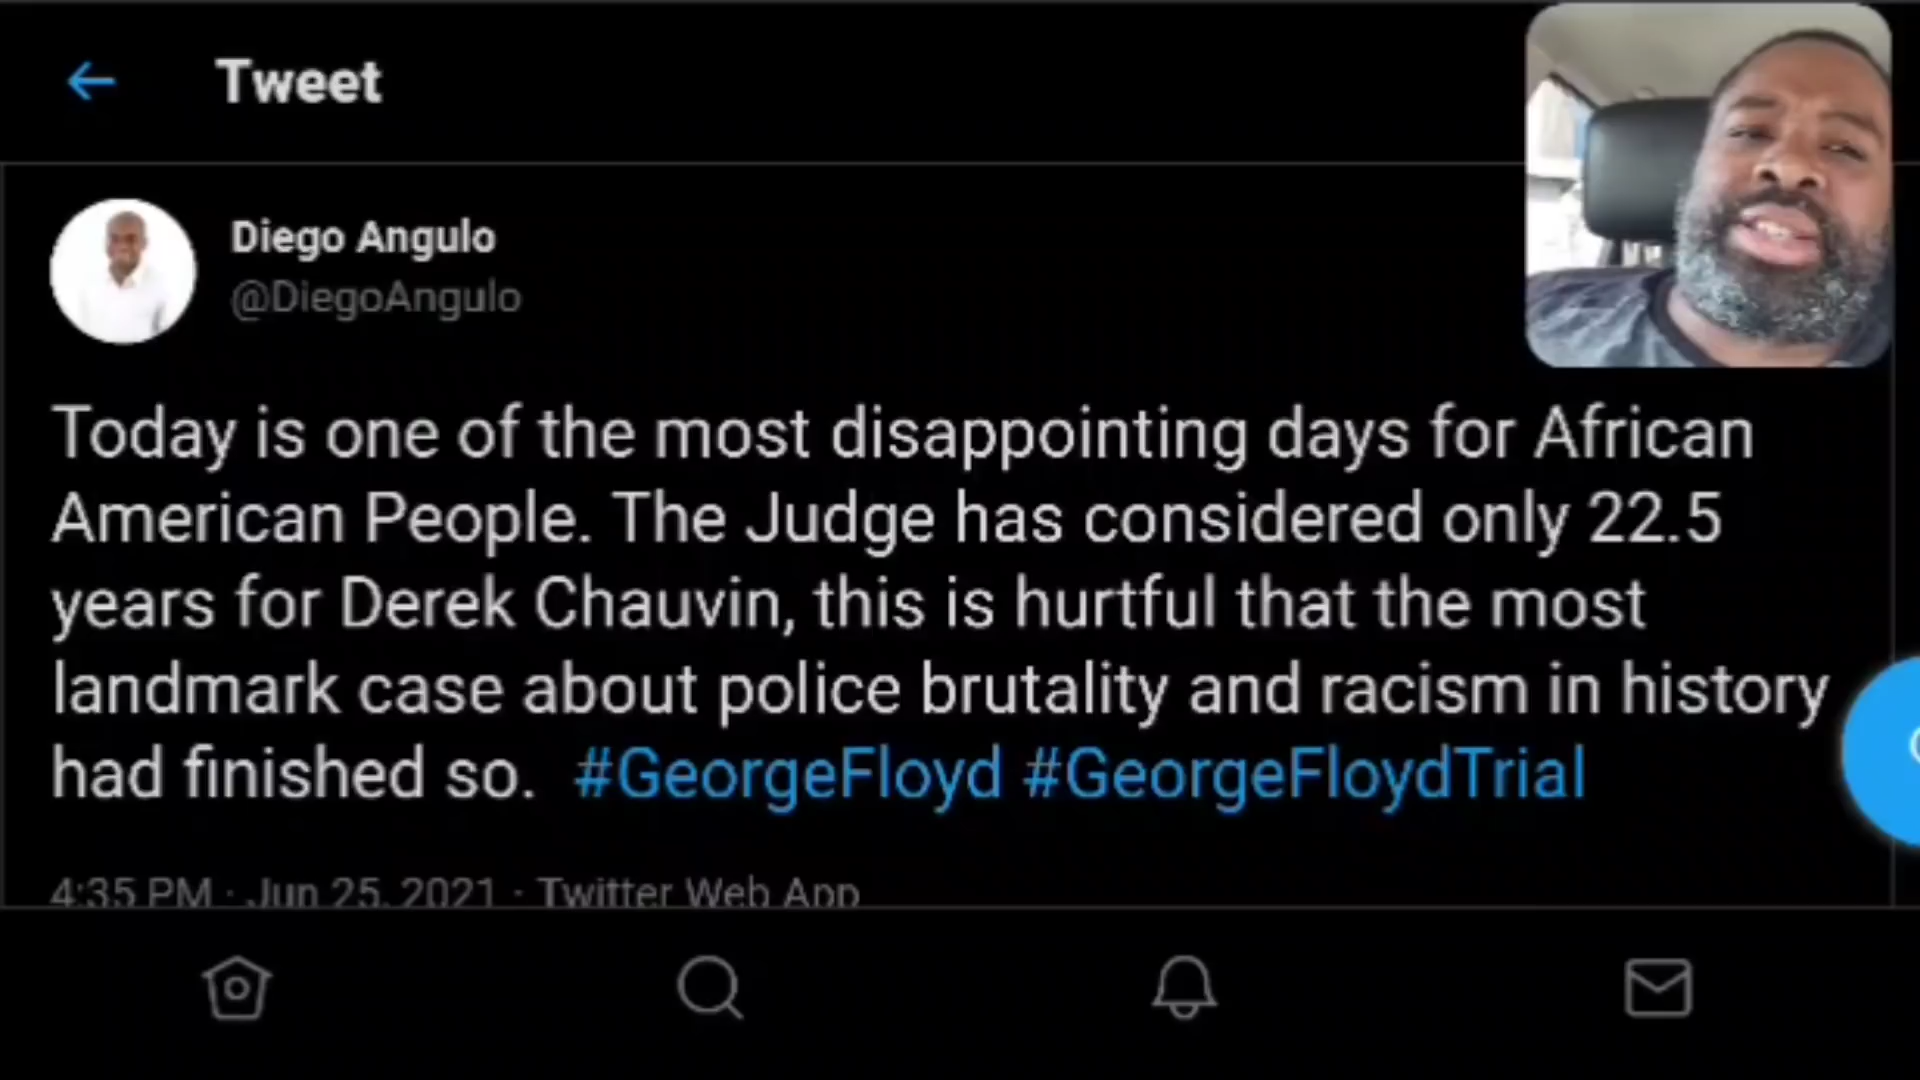 Tweet
Diego Angulo
@DiegoAngulo
Today is one of the most disappointing days for African
American People. The Judge has considered only 22.5
years for Derek Chauvin, this is hurtful that the most
landmark case about police brutality and racism in history
had finished so. #GeorgeFloyd #GeorgeFloydTrial
4:35 PM · Jun 25, 2021 · Twitter Web App